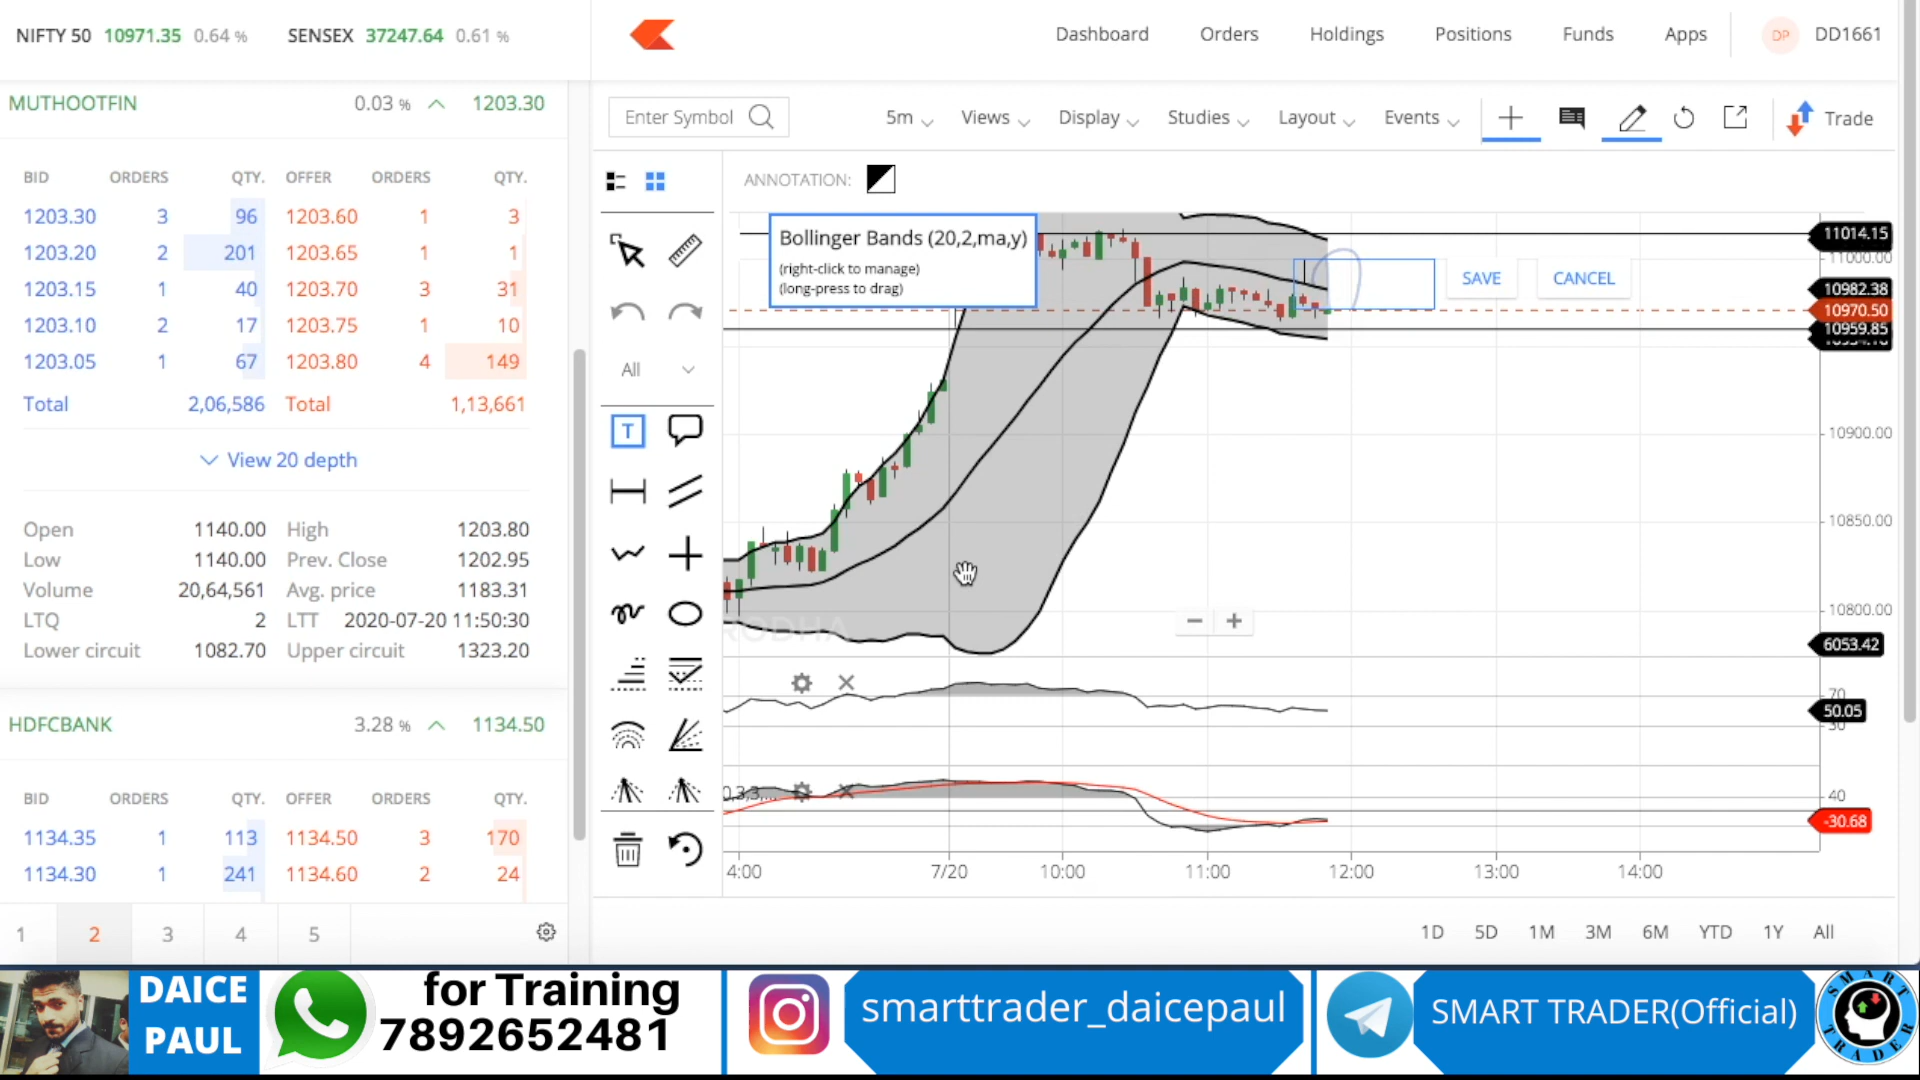 NIFTY 50 10971.35 0.64 % SENSEX 37247.64 0.61 %
Dashboard Orders Holdings Positions Funds Apps DP DD1661
MUTHOOTFIN 0.03 % 1203.30
BID ORDERS QTY. OFFER ORDERS QTY.
1203.30 3 96 1203.60 1 3
1203.20 2 201 1203.65 1 1
1203.15 1 40 1203.70 3 31
1203.10 2 17 1203.75 1 10
1203.05 1 67 1203.80 4 149
Total 2,06,586 Total 1,13,661
View 20 depth
Open 1140.00 High 1203.80
Low 1140.00 Prev. Close 1202.95
Volume 20,64,561 Avg. price 1183.31
LTQ 2 LTT 2020-07-20 11:50:30
Lower circuit 1082.70 Upper circuit 1323.20
HDFCBANK 3.28 % 1134.50
BID ORDERS QTY. OFFER ORDERS QTY.
1134.35 1 113 1134.50 3 170
1134.30 1 241 1134.60 2 24
1 2 3 4 5
Enter Symbol 5m Views Display Studies Layout Events Trade
ANNOTATION:
All
T
Bollinger Bands (20,2,ma,y)
(right-click to manage)
(long-press to drag)
SAVE CANCEL
11014.15
11000.00
10982.38
10970.50
10959.85
10900.00
10850.00
10800.00
6053.42
RODHA
70
50.05
40
-30.68
4:00 7/20 10:00 11:00 12:00 13:00 14:00
1D 5D 1M 3M 6M YTD 1Y All
DAICE
PAUL
for Training
7892652481
smarttrader_daicepaul
SMART TRADER(Official)
SMART
TRADER